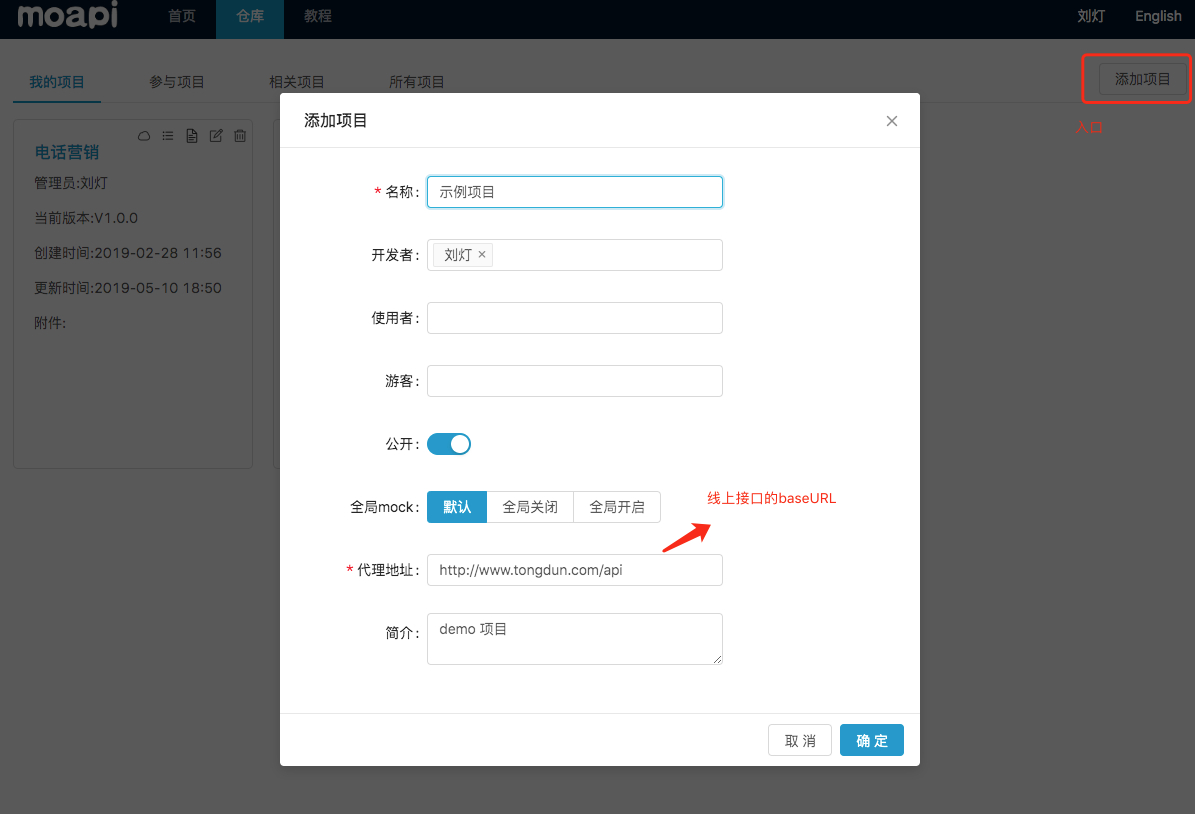 moapi 首页 仓库 教程 刘灯 English
我的项目 参与项目 相关项目 所有项目 添加项目
入口
电话营销
管理员:刘灯
当前版本:V1.0.0
创建时间:2019-02-28 11:56
更新时间:2019-05-10 18:50
附件:
添加项目
* 名称: 示例项目
开发者: 刘灯 ×
使用者:
游客:
公开:
全局mock: 默认 全局关闭 全局开启
线上接口的baseURL
* 代理地址: http://www.tongdun.com/api
简介: demo 项目
取 消 确 定